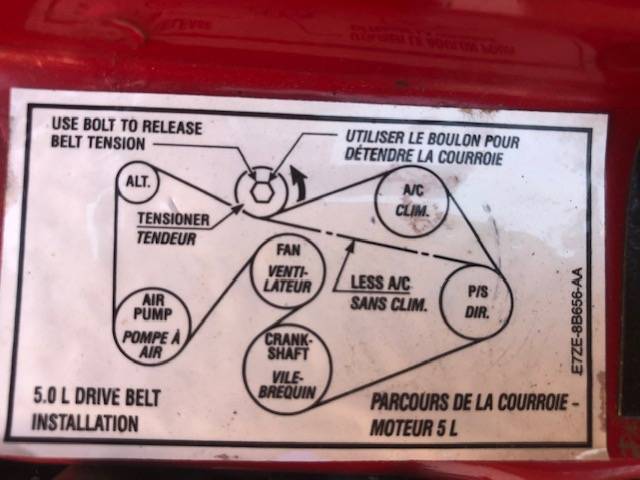 USE BOLT TO RELEASE
BELT TENSION
UTILISER LE BOULON POUR
DÉTENDRE LA COURROIE
ALT.
A/C
CLIM.
TENSIONER
TENDEUR
FAN
VENTI-
LATEUR
LESS A/C
SANS CLIM.
P/S
DIR.
AIR
PUMP
POMPE À
AIR
CRANK-
SHAFT
VILE-
BREQUIN
E7ZE-8B656-AA
5.0 L DRIVE BELT
INSTALLATION
PARCOURS DE LA COURROIE -
MOTEUR 5 L